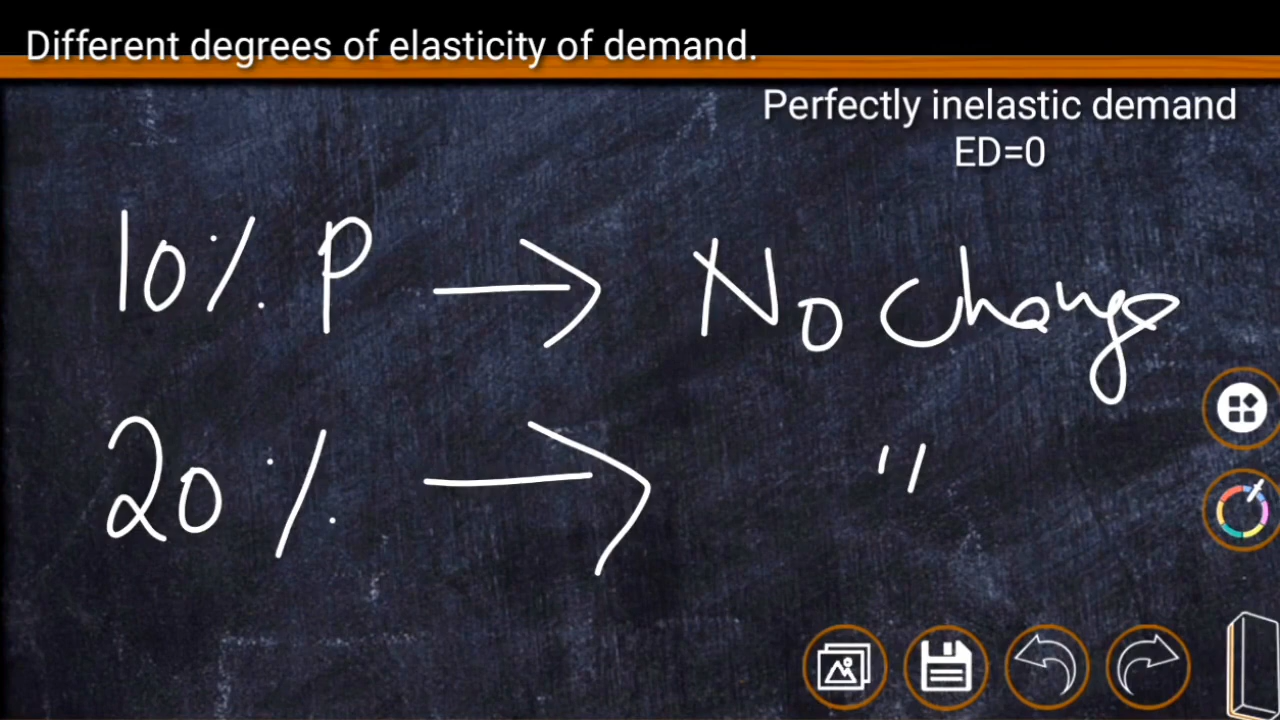 Different degrees of elasticity of demand.
Perfectly inelastic demand
ED=0
10% P → No change
20% → "